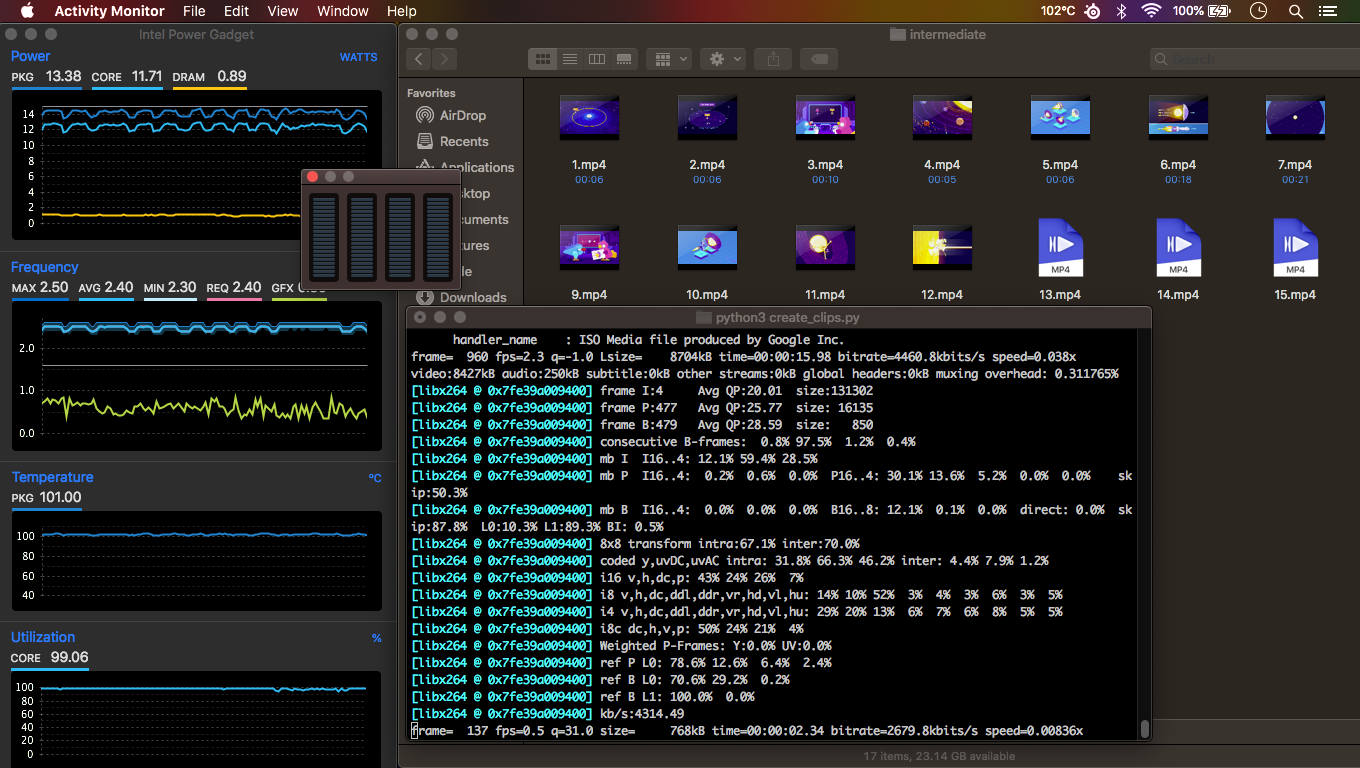 Activity Monitor File Edit View Window Help 102°C 100%
Intel Power Gadget
Power WATTS
PKG 13.38 CORE 11.71 DRAM 0.89
14
12
10
8
6
4
2
0
Frequency
MAX 2.50 AVG 2.40 MIN 2.30 REQ 2.40 GFX
2.0
1.0
0.0
Temperature °C
PKG 101.00
100
80
60
40
Utilization %
CORE 99.06
100
80
60
40
20
0
intermediate
Search
Favorites
AirDrop
Recents
Applications
sktop
cuments
tures
le
Downloads
1.mp4 2.mp4 3.mp4 4.mp4 5.mp4 6.mp4 7.mp4
00:06 00:06 00:10 00:05 00:06 00:18 00:21
MP4 MP4 MP4
9.mp4 10.mp4 11.mp4 12.mp4 13.mp4 14.mp4 15.mp4
python3 create_clips.py
handler_name : ISO Media file produced by Google Inc.
frame= 960 fps=2.3 q=-1.0 Lsize= 8704kB time=00:00:15.98 bitrate=4460.8kbits/s speed=0.038x
video:8427kB audio:250kB subtitle:0kB other streams:0kB global headers:0kB muxing overhead: 0.311765%
[libx264 @ 0x7fe39a009400] frame I:4 Avg QP:20.01 size:131302
[libx264 @ 0x7fe39a009400] frame P:477 Avg QP:25.77 size: 16135
[libx264 @ 0x7fe39a009400] frame B:479 Avg QP:28.59 size: 850
[libx264 @ 0x7fe39a009400] consecutive B-frames: 0.8% 97.5% 1.2% 0.4%
[libx264 @ 0x7fe39a009400] mb I I16..4: 12.1% 59.4% 28.5%
[libx264 @ 0x7fe39a009400] mb P I16..4: 0.2% 0.6% 0.0% P16..4: 30.1% 13.6% 5.2% 0.0% 0.0% sk
ip:50.3%
[libx264 @ 0x7fe39a009400] mb B I16..4: 0.0% 0.0% 0.0% B16..8: 12.1% 0.1% 0.0% direct: 0.0% sk
ip:87.8% L0:10.3% L1:89.3% BI: 0.5%
[libx264 @ 0x7fe39a009400] 8x8 transform intra:67.1% inter:70.0%
[libx264 @ 0x7fe39a009400] coded y,uvDC,uvAC intra: 31.8% 66.3% 46.2% inter: 4.4% 7.9% 1.2%
[libx264 @ 0x7fe39a009400] i16 v,h,dc,p: 43% 24% 26% 7%
[libx264 @ 0x7fe39a009400] i8 v,h,dc,ddl,ddr,vr,hd,vl,hu: 14% 10% 52% 3% 4% 3% 6% 3% 5%
[libx264 @ 0x7fe39a009400] i4 v,h,dc,ddl,ddr,vr,hd,vl,hu: 29% 20% 13% 6% 7% 6% 8% 5% 5%
[libx264 @ 0x7fe39a009400] i8c dc,h,v,p: 50% 24% 21% 4%
[libx264 @ 0x7fe39a009400] Weighted P-Frames: Y:0.0% UV:0.0%
[libx264 @ 0x7fe39a009400] ref P L0: 78.6% 12.6% 6.4% 2.4%
[libx264 @ 0x7fe39a009400] ref B L0: 70.6% 29.2% 0.2%
[libx264 @ 0x7fe39a009400] ref B L1: 100.0% 0.0%
[libx264 @ 0x7fe39a009400] kb/s:4314.49
frame= 137 fps=0.5 q=31.0 size= 768kB time=00:00:02.34 bitrate=2679.8kbits/s speed=0.00836x
17 items, 23.14 GB available